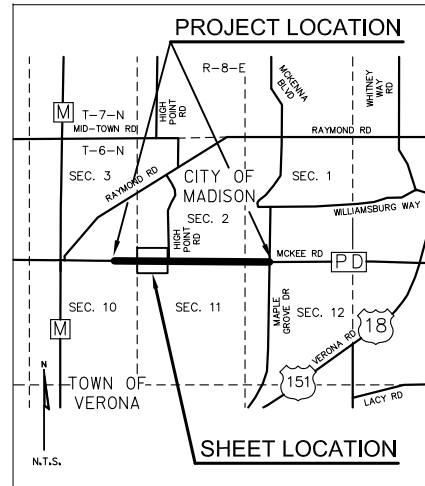 PROJECT LOCATION
R-8-E
MCKENNA BLVD
WHITNEY WAY RD
M
T-7-N
HIGH POINT RD
MID-TOWN RD
RAYMOND RD
T-6-N
SEC. 3
RAYMOND RD
CITY OF
MADISON
SEC. 1
SEC. 2
HIGH POINT RD
WILLIAMSBURG WAY
MCKEE RD
PD
SEC. 10
SEC. 11
MAPLE GROVE DR
SEC. 12
M
VERONA RD
18
151
N
TOWN OF
VERONA
LACY RD
N.T.S.
SHEET LOCATION